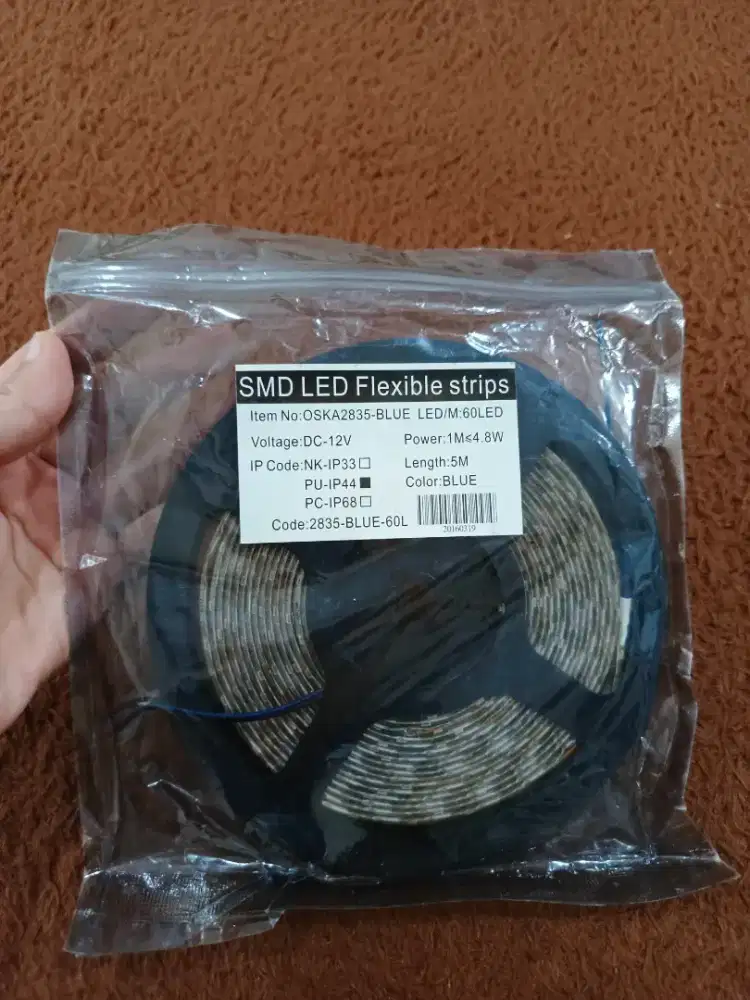 SMD LED Flexible strips
Item No:OSKA2835-BLUE LED/M:60LED
Voltage:DC-12V Power:1M≤4.8W
IP Code:NK-IP33☐ Length:5M
PU-IP44■ Color:BLUE
PC-IP68☐
Code:2835-BLUE-60L 20160319